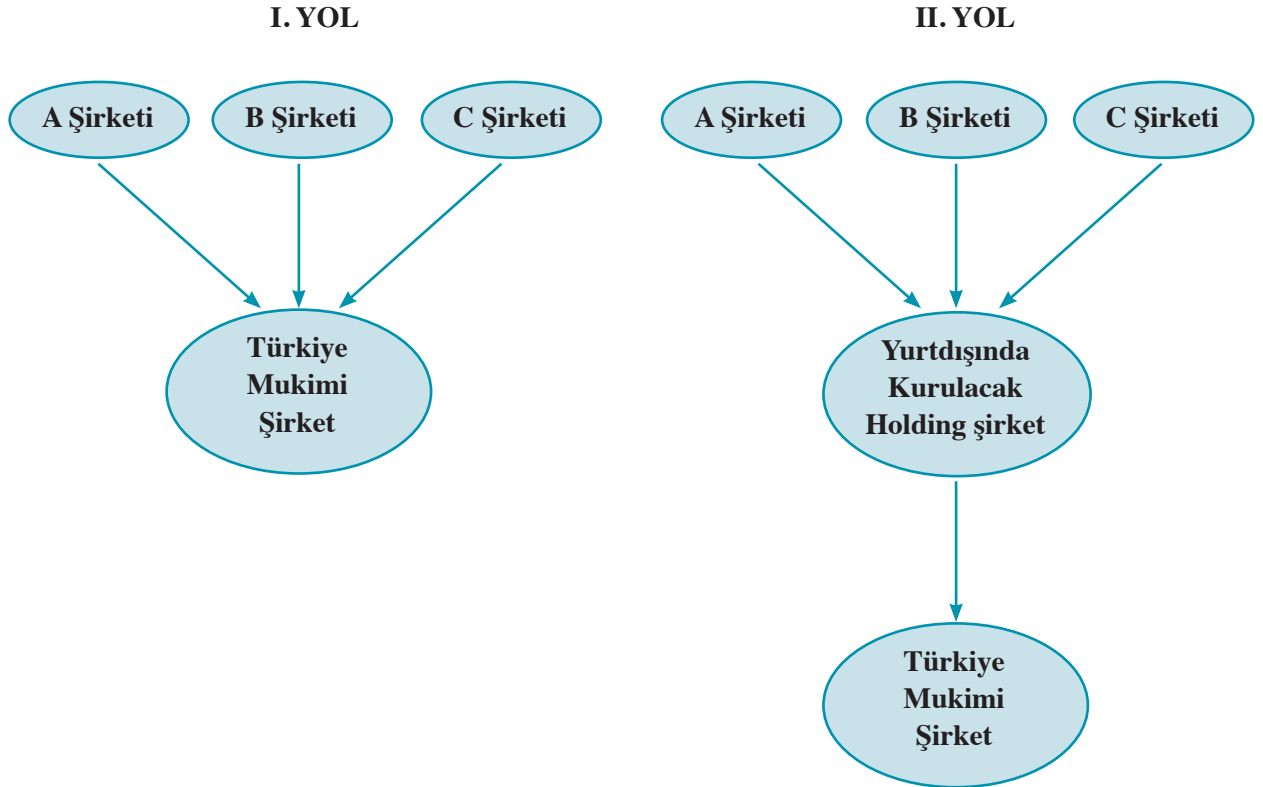 I. YOL
A Şirketi
B Şirketi
C Şirketi
Türkiye
Mukimi
Şirket
II. YOL
A Şirketi
B Şirketi
C Şirketi
Yurtdışında
Kurulacak
Holding şirket
Türkiye
Mukimi
Şirket